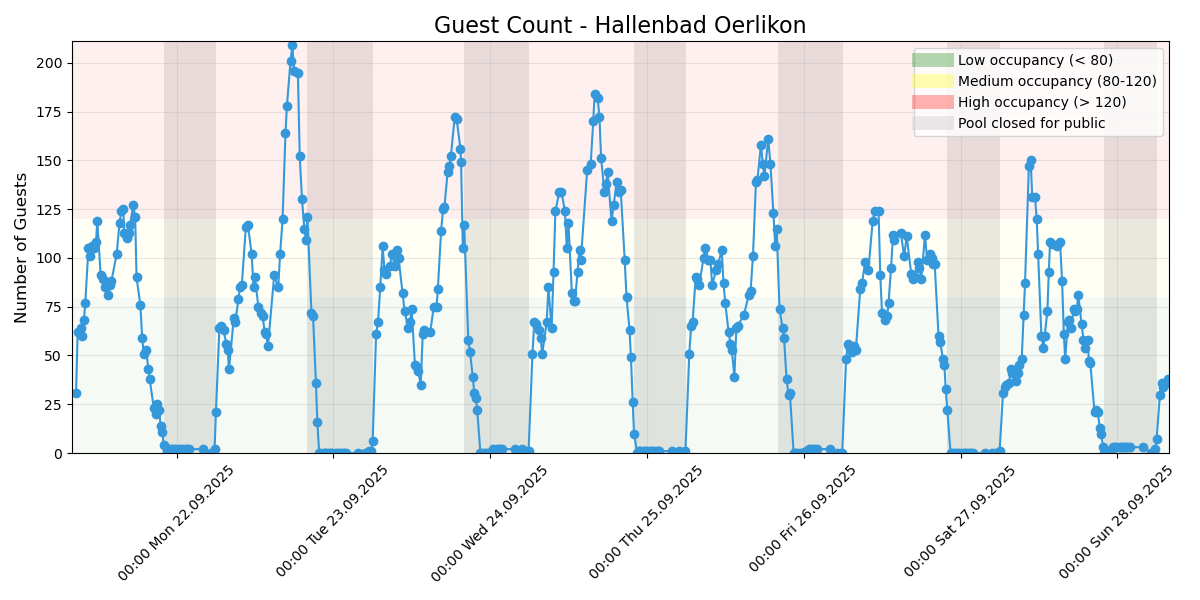 Guest Count - Hallenbad Oerlikon
Number of Guests
200
175
150
125
100
75
50
25
0
Low occupancy (< 80)
Medium occupancy (80-120)
High occupancy (> 120)
Pool closed for public
00:00 Mon 22.09.2025
00:00 Tue 23.09.2025
00:00 Wed 24.09.2025
00:00 Thu 25.09.2025
00:00 Fri 26.09.2025
00:00 Sat 27.09.2025
00:00 Sun 28.09.2025